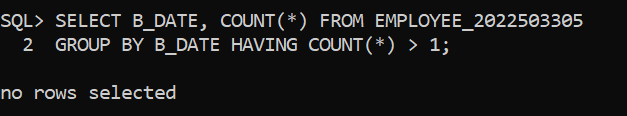 SQL> SELECT B_DATE, COUNT(*) FROM EMPLOYEE_2022503305
  2  GROUP BY B_DATE HAVING COUNT(*) > 1;
no rows selected